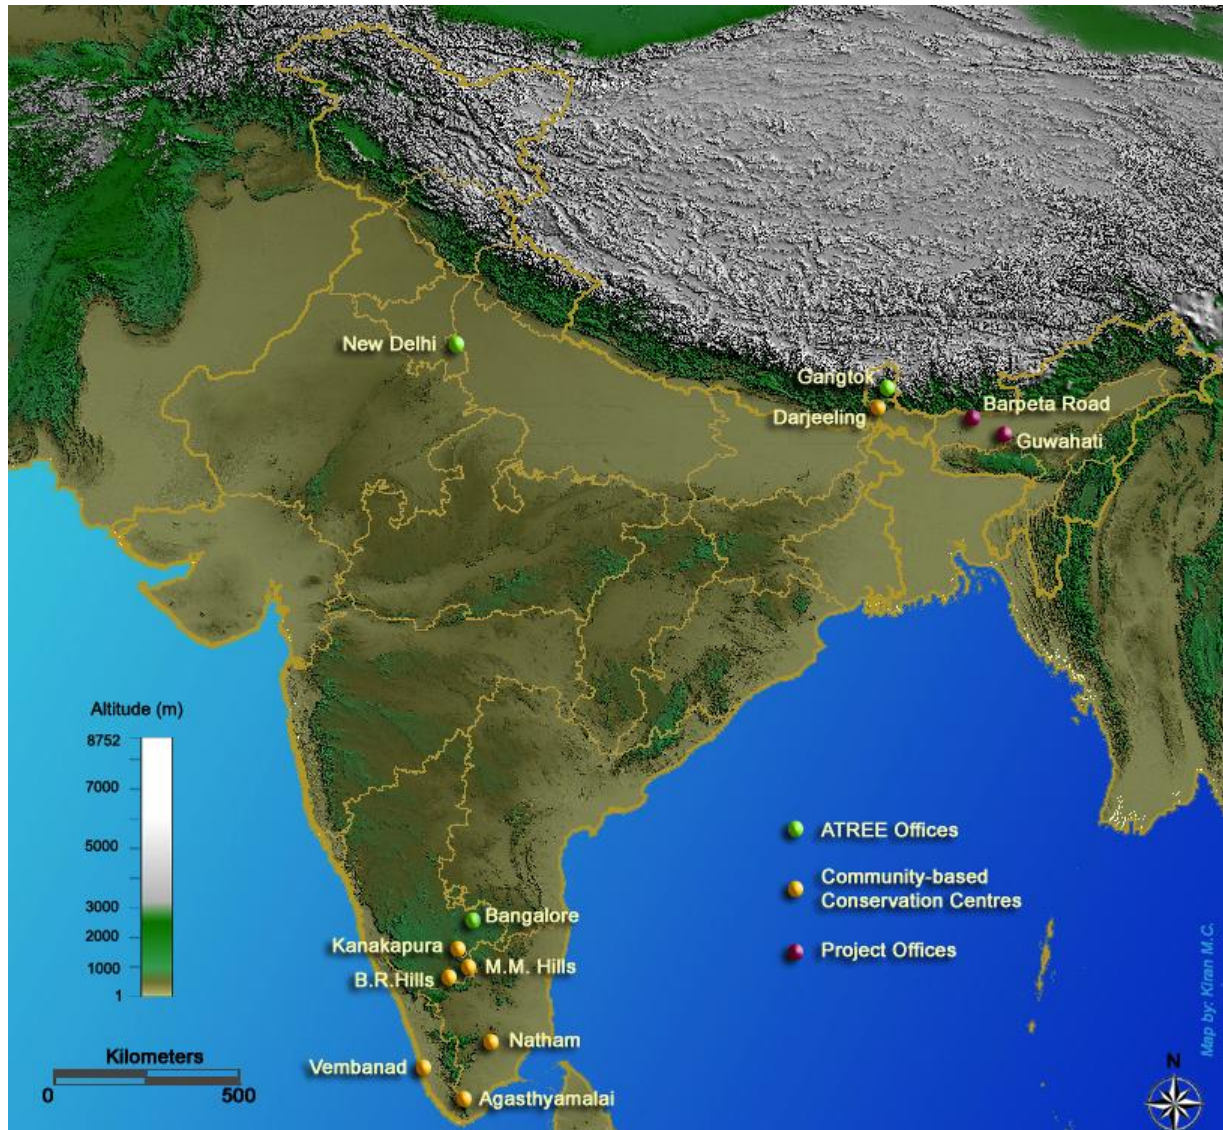 New Delhi
Gangtok
Darjeeling
Barpeta Road
Guwahati
Altitude (m)
8752
7000
5000
3000
2000
1000
1
ATREE Offices
Community-based
Conservation Centres
Project Offices
Bangalore
Kanakapura
M.M. Hills
B.R.Hills
Natham
Vembanad
Agasthyamalai
Kilometers
0 500
N
Map by: Kiran M.C.